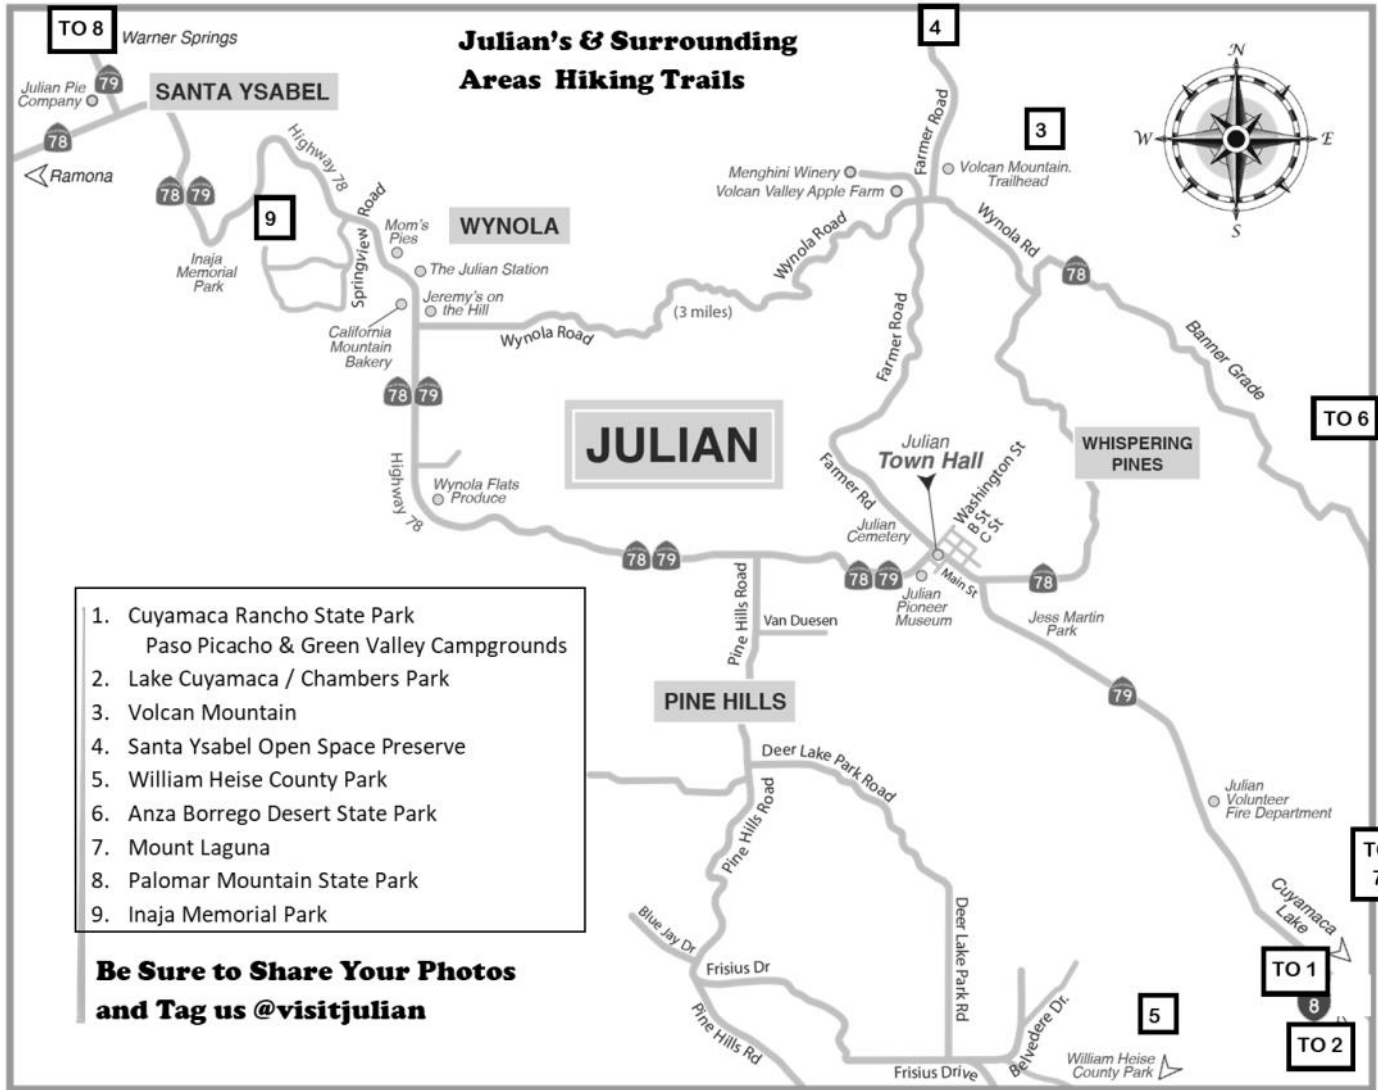 TO 8
Warner Springs
Julian's & Surrounding
Areas Hiking Trails
4
N
W
E
S
79
Julian Pie
Company
SANTA YSABEL
78
Ramona
78 79
Highway 78
9
Inaja
Memorial
Park
Springview Road
Mom's
Pies
WYNOLA
The Julian Station
Jeremy's on
the Hill
California
Mountain
Bakery
Wynola Road
(3 miles)
Wynola Road
Menghini Winery
Volcan Valley Apple Farm
Farmer Road
3
Volcan Mountain.
Trailhead
Wynola Rd
78
Banner Grade
TO 6
Farmer Road
78 79
JULIAN
Highway 78
Wynola Flats
Produce
Julian
Town Hall
Farmer Rd
Washington St
B St
C St
WHISPERING
PINES
Julian
Cemetery
78 79
78 79
Main St
78
Julian
Pioneer
Museum
Jess Martin
Park
Pine Hills Road
Van Duesen
79
PINE HILLS
Deer Lake Park Road
Pine Hills Road
Julian
Volunteer
Fire Department
TO
7
1. Cuyamaca Rancho State Park
Paso Picacho & Green Valley Campgrounds
2. Lake Cuyamaca / Chambers Park
3. Volcan Mountain
4. Santa Ysabel Open Space Preserve
5. William Heise County Park
6. Anza Borrego Desert State Park
7. Mount Laguna
8. Palomar Mountain State Park
9. Inaja Memorial Park
Be Sure to Share Your Photos
and Tag us @visitjulian
Blue Jay Dr
Frisius Dr
Pine Hills Rd
Deer Lake Park Rd
Frisius Drive
Belvedere Dr.
5
William Heise
County Park
Cuyamaca
Lake
TO 1
8
TO 2